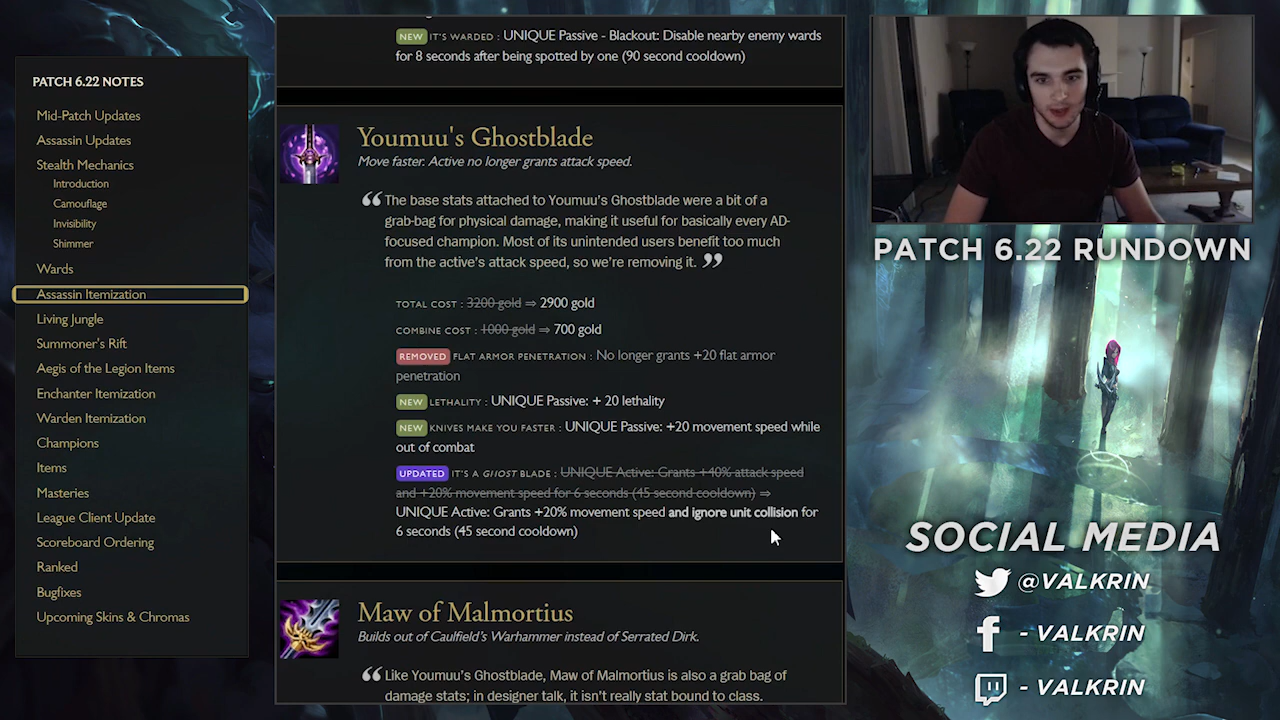 PATCH 6.22 NOTES
Mid-Patch Updates
Assassin Updates
Stealth Mechanics
Introduction
Camouflage
Invisibility
Shimmer
Wards
Assassin Itemization
Living Jungle
Summoner's Rift
Aegis of the Legion Items
Enchanter Itemization
Warden Itemization
Champions
Items
Masteries
League Client Update
Scoreboard Ordering
Ranked
Bugfixes
Upcoming Skins & Chromas
NEW IT'S WARDED : UNIQUE Passive - Blackout: Disable nearby enemy wards
for 8 seconds after being spotted by one (90 second cooldown)
Youmuu's Ghostblade
Move faster. Active no longer grants attack speed.
“The base stats attached to Youmuu's Ghostblade were a bit of a
grab-bag for physical damage, making it useful for basically every AD-
focused champion. Most of its unintended users benefit too much
from the active's attack speed, so we're removing it. ”
TOTAL COST : 3200 gold ⇒ 2900 gold
COMBINE COST : 1000 gold ⇒ 700 gold
REMOVED FLAT ARMOR PENETRATION : No longer grants +20 flat armor
penetration
NEW LETHALITY : UNIQUE Passive: + 20 lethality
NEW KNIVES MAKE YOU FASTER : UNIQUE Passive: +20 movement speed while
out of combat
UPDATED IT'S A GHOST BLADE : UNIQUE Active: Grants +40% attack speed
and +20% movement speed for 6 seconds (45 second cooldown) ⇒
UNIQUE Active: Grants +20% movement speed and ignore unit collision for
6 seconds (45 second cooldown)
Maw of Malmortius
Builds out of Caulfield's Warhammer instead of Serrated Dirk.
“Like Youmuu's Ghostblade, Maw of Malmortius is also a grab bag of
damage stats; in designer talk, it isn't really stat bound to class.
PATCH 6.22 RUNDOWN
SOCIAL MEDIA
@VALKRIN
- VALKRIN
- VALKRIN